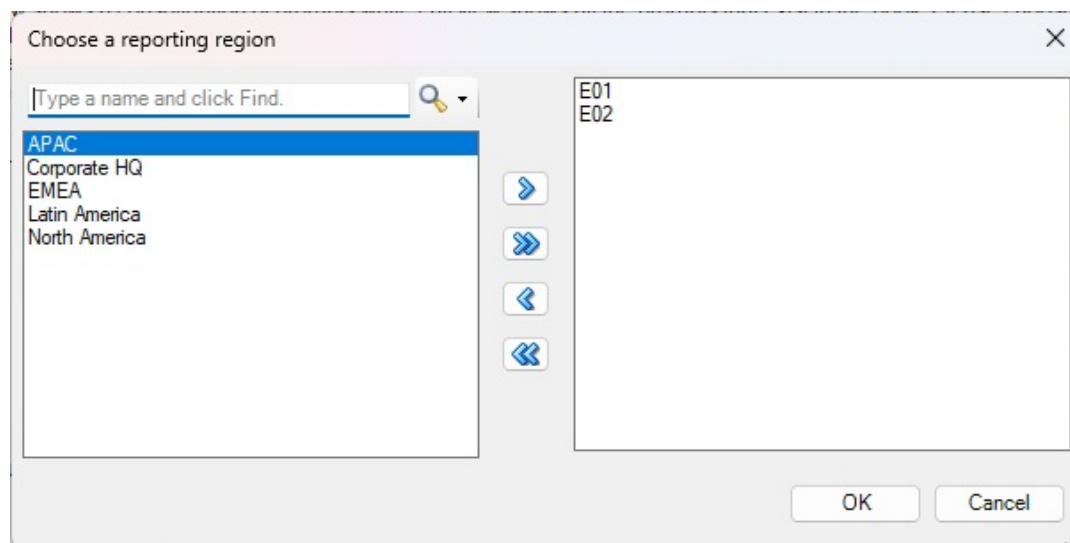 Choose a reporting region
Type a name and click Find.
APAC
Corporate HQ
EMEA
Latin America
North America
E01
E02
OK
Cancel